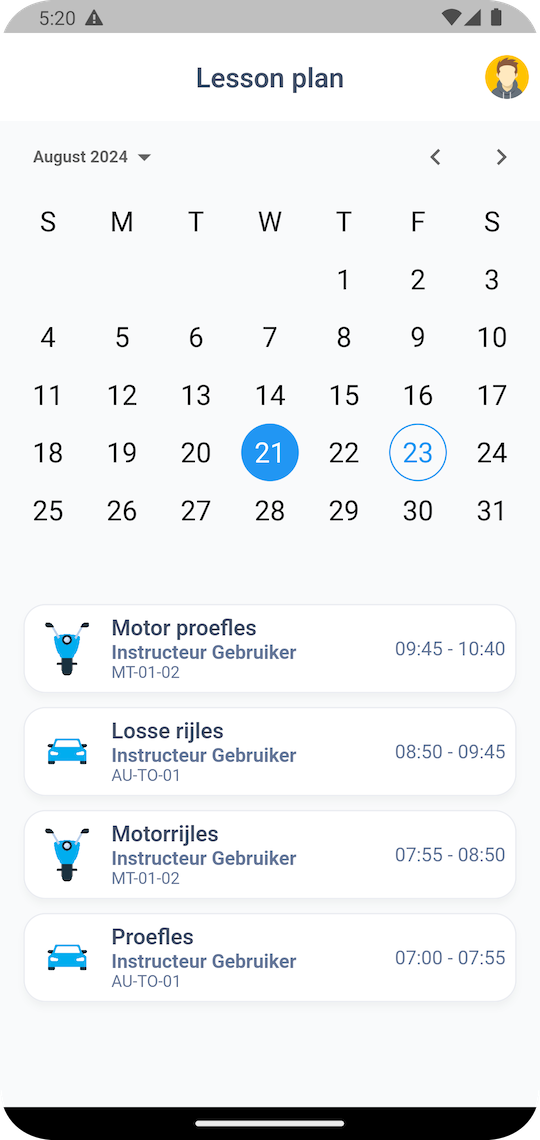 5:20
Lesson plan
August 2024
S M T W T F S
1 2 3
4 5 6 7 8 9 10
11 12 13 14 15 16 17
18 19 20 21 22 23 24
25 26 27 28 29 30 31
Motor proefles
Instructeur Gebruiker
MT-01-02
09:45 - 10:40
Losse rijles
Instructeur Gebruiker
AU-TO-01
08:50 - 09:45
Motorrijles
Instructeur Gebruiker
MT-01-02
07:55 - 08:50
Proefles
Instructeur Gebruiker
AU-TO-01
07:00 - 07:55